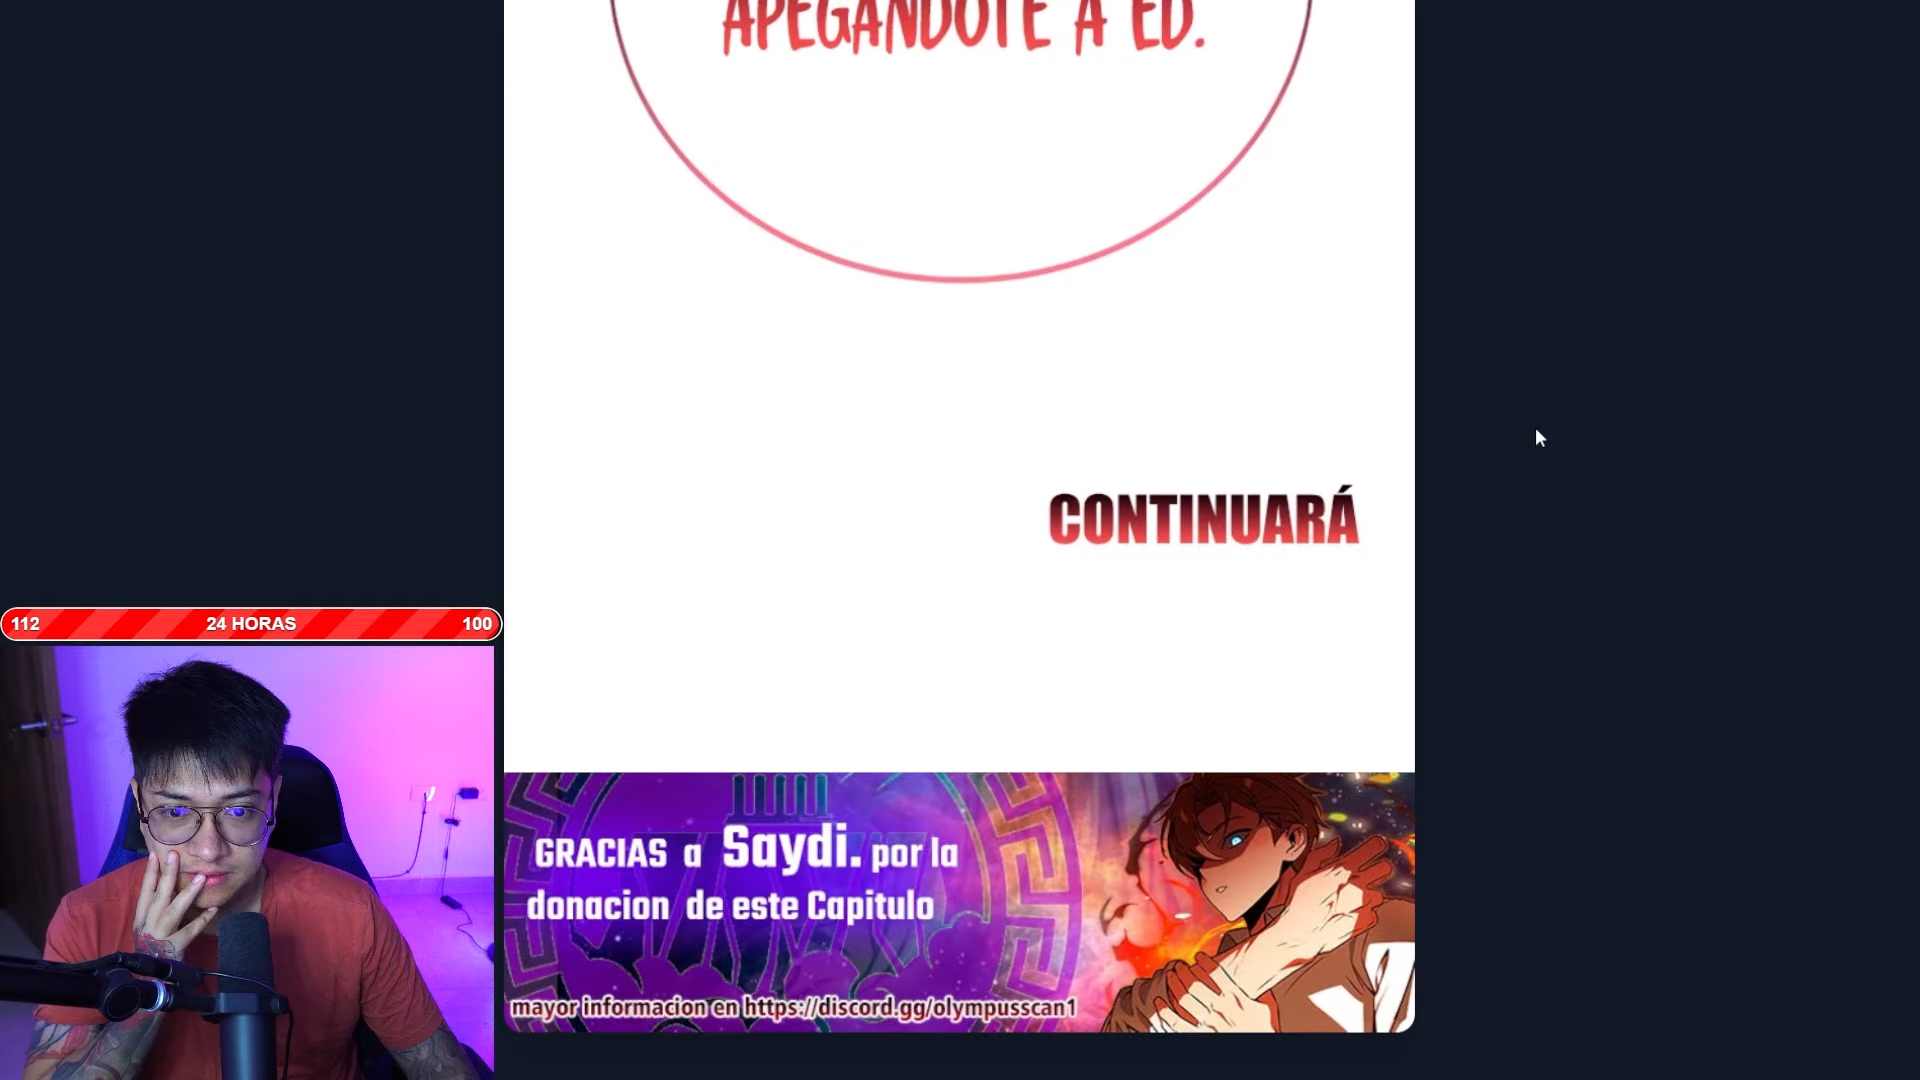 APEGÁNDOTE A ED.
CONTINUARÁ
112 24 HORAS 100
GRACIAS a Saydi. por la
donacion de este Capitulo
mayor informacion en https://discord.gg/olympusscan1